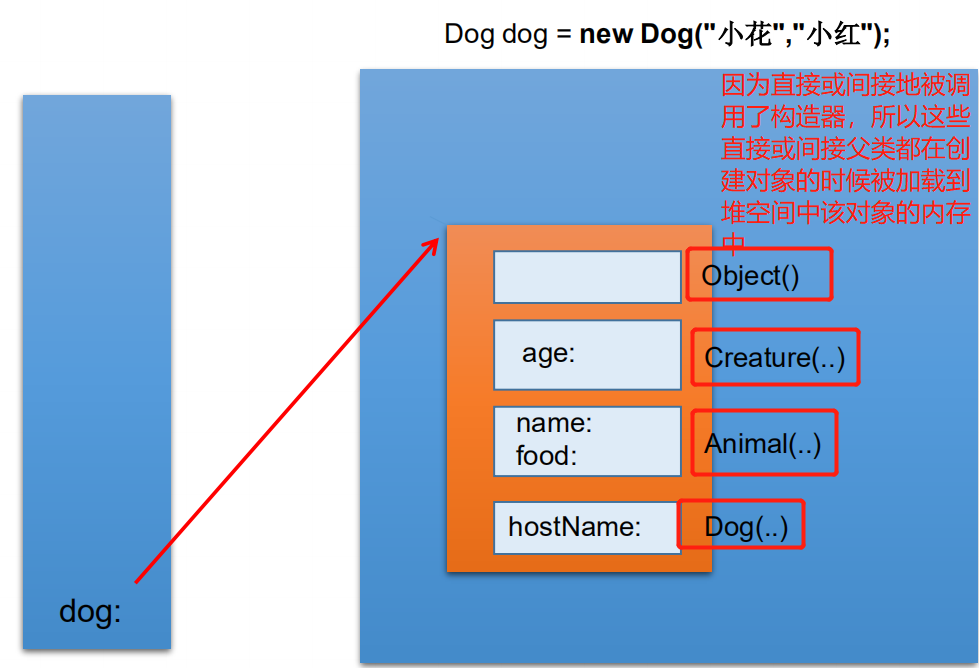 Dog dog = new Dog("小花","小红");
因为直接或间接地被调
用了构造器，所以这些
直接或间接父类都在创
建对象的时候被加载到
堆空间中该对象的内存
中
Object()
age:
Creature(..)
name:
food:
Animal(..)
hostName:
Dog(..)
dog: